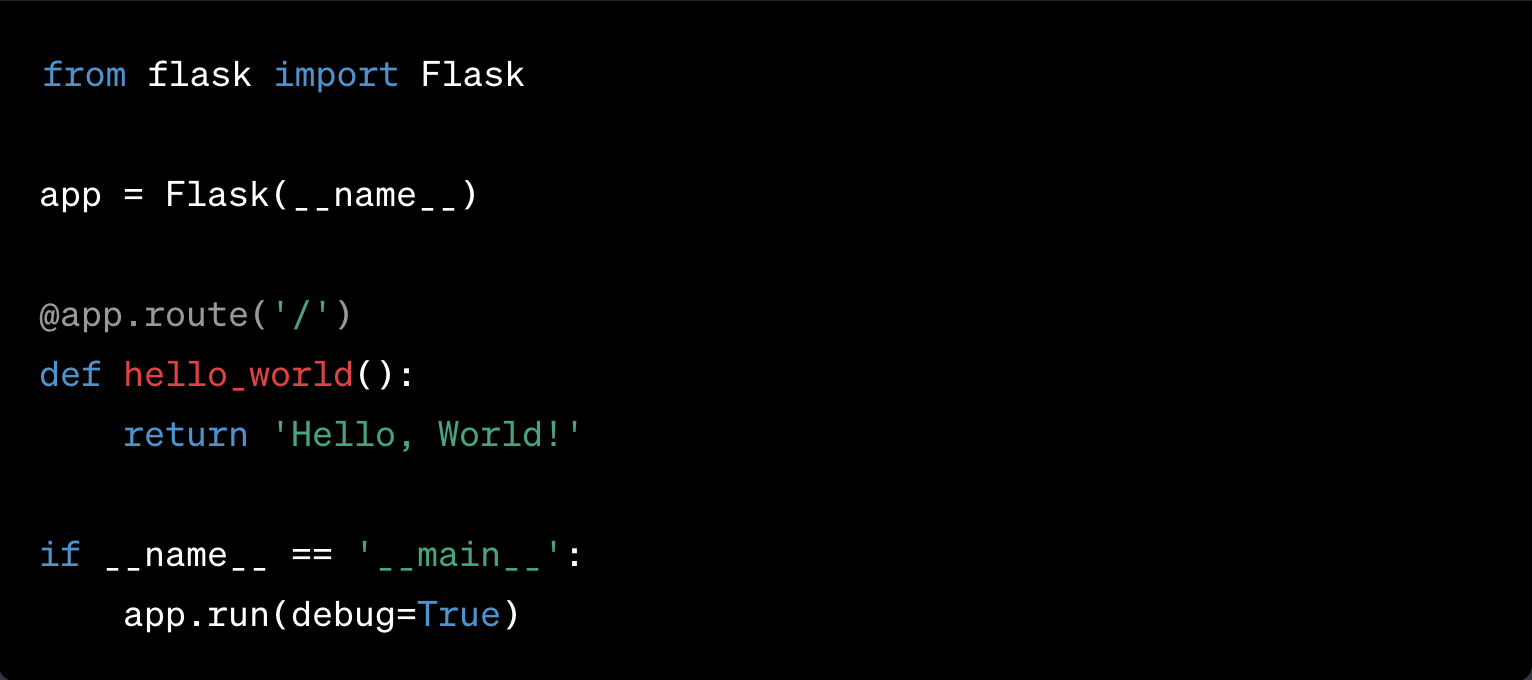 from flask import Flask
app = Flask(__name__)
@app.route('/')
def hello_world():
    return 'Hello, World!'
if __name__ == '__main__':
    app.run(debug=True)